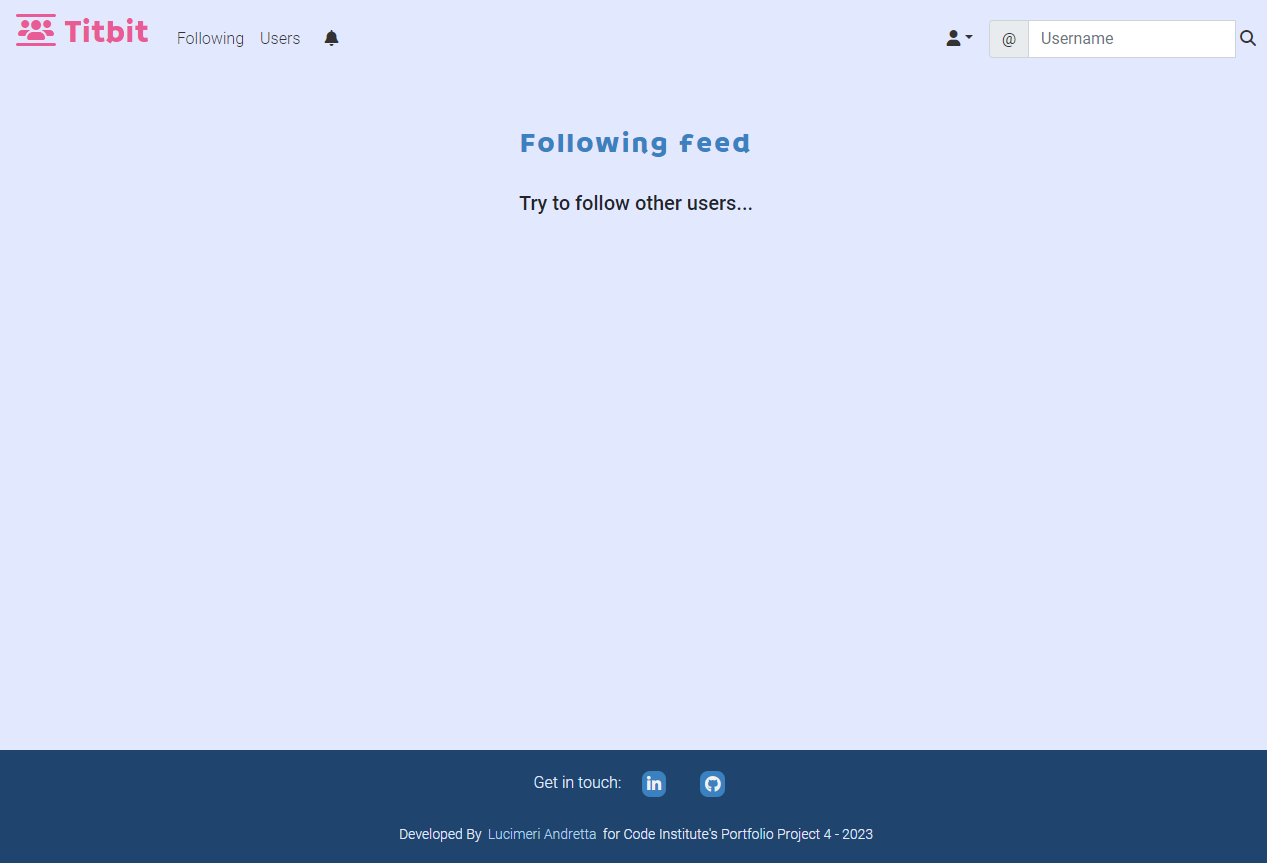 Titbit Following Users @ Username
Following feed
Try to follow other users...
Get in touch:
Developed By Lucimeri Andretta for Code Institute's Portfolio Project 4 - 2023